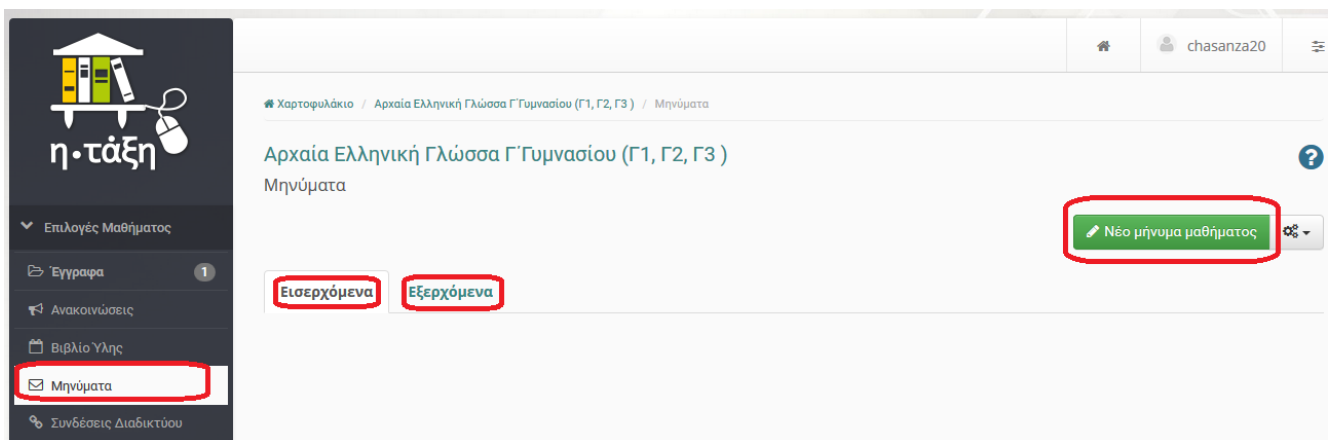 chasanza20
Χαρτοφυλάκιο / Αρχαία Ελληνική Γλώσσα Γ΄Γυμνασίου (Γ1, Γ2, Γ3 ) / Μηνύματα
η•τάξη
Αρχαία Ελληνική Γλώσσα Γ΄Γυμνασίου (Γ1, Γ2, Γ3 )
Μηνύματα
Νέο μήνυμα μαθήματος
Επιλογές Μαθήματος
Έγγραφα 1
Ανακοινώσεις
Βιβλίο Ύλης
Μηνύματα
Συνδέσεις Διαδικτύου
Εισερχόμενα Εξερχόμενα